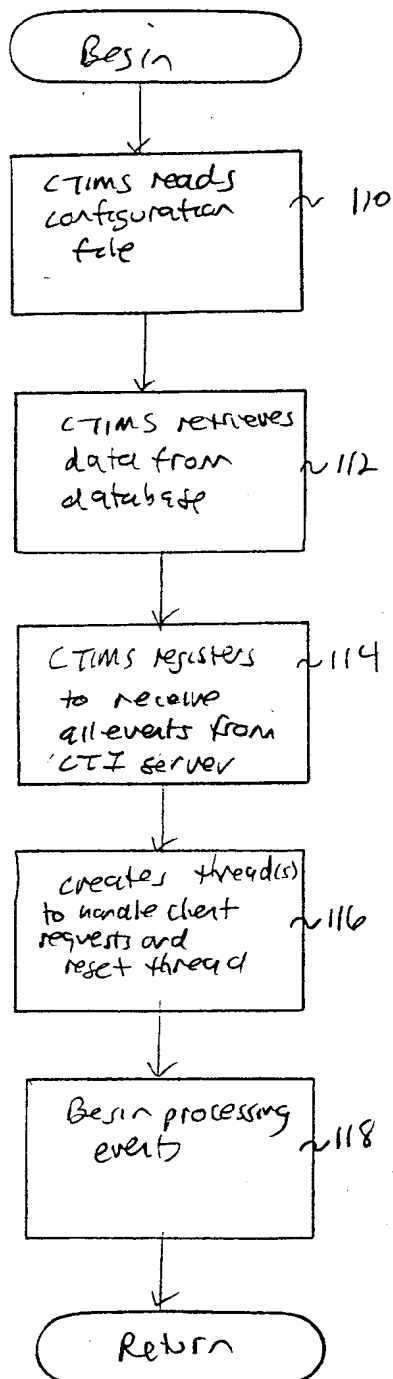 Begin
CTIMS reads
configuration
file
110
CTIMS retrieves
data from
database
112
CTIMS registers
to receive
all events from
CTI server
114
creates thread(s)
to handle client
requests and
reset thread
116
Begin processing
events
118
Return